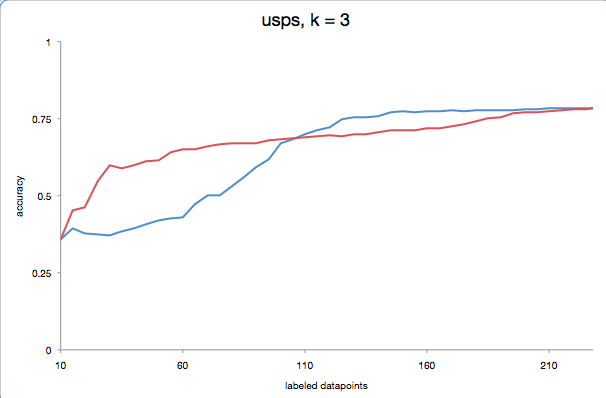 usps, k = 3
1
0.75
0.5
0.25
0
accuracy
10 60 110 160 210
labeled datapoints